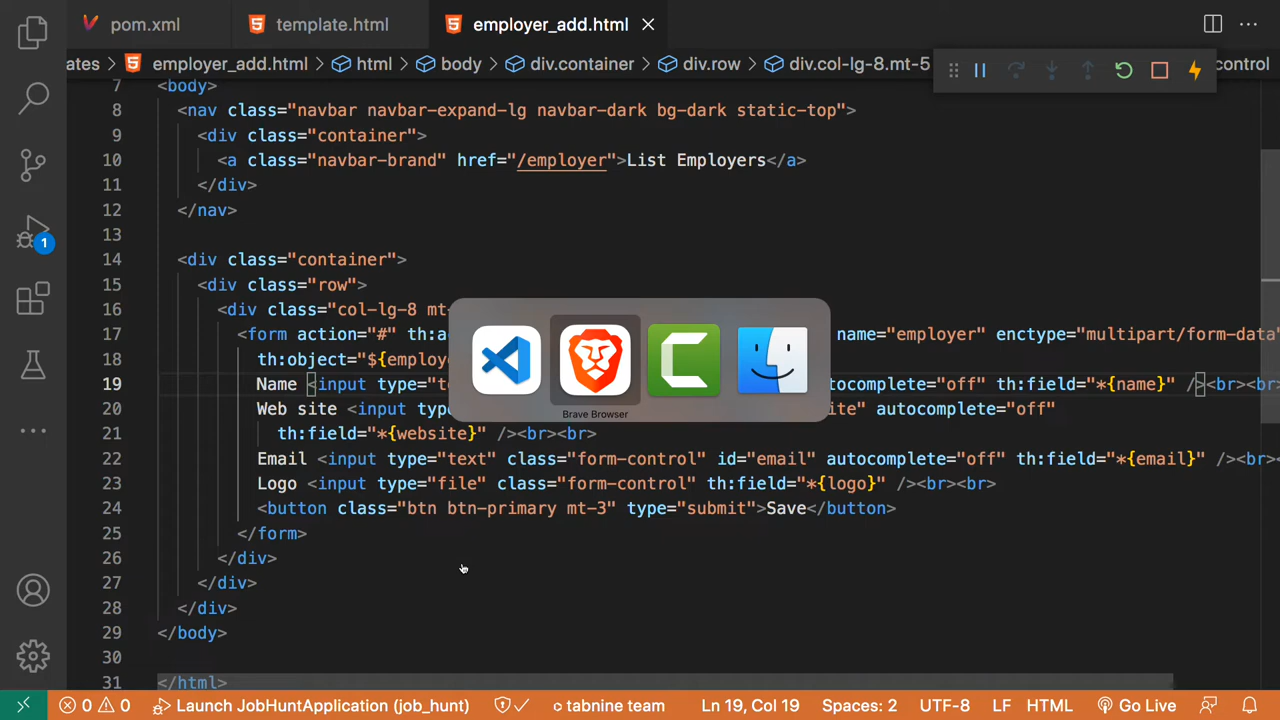 pom.xml template.html employer_add.html
ates > employer_add.html > html > body > div.container > div.row > div.col-lg-8.mt-5 control
7 <body>
8 <nav class="navbar navbar-expand-lg navbar-dark bg-dark static-top">
9 <div class="container">
10 <a class="navbar-brand" href="/employer">List Employers</a>
11 </div>
12 </nav>
13
14 <div class="container">
15 <div class="row">
16 <div class="col-lg-8 mt-
17 <form action="#" th:ac name="employer" enctype="multipart/form-data"
18 th:object="${employe
19 Name <input type="te utocomplete="off" th:field="*{name}" /><br><br>
20 Web site <input typ ite" autocomplete="off"
21 th:field="*{website}" /><br><br>
22 Email <input type="text" class="form-control" id="email" autocomplete="off" th:field="*{email}" /><br><b
23 Logo <input type="file" class="form-control" th:field="*{logo}" /><br><br>
24 <button class="btn btn-primary mt-3" type="submit">Save</button>
25 </form>
26 </div>
27 </div>
28 </div>
29 </body>
30
31 </html>
Brave Browser
1
0 0 Launch JobHuntApplication (job_hunt) tabnine team Ln 19, Col 19 Spaces: 2 UTF-8 LF HTML Go Live